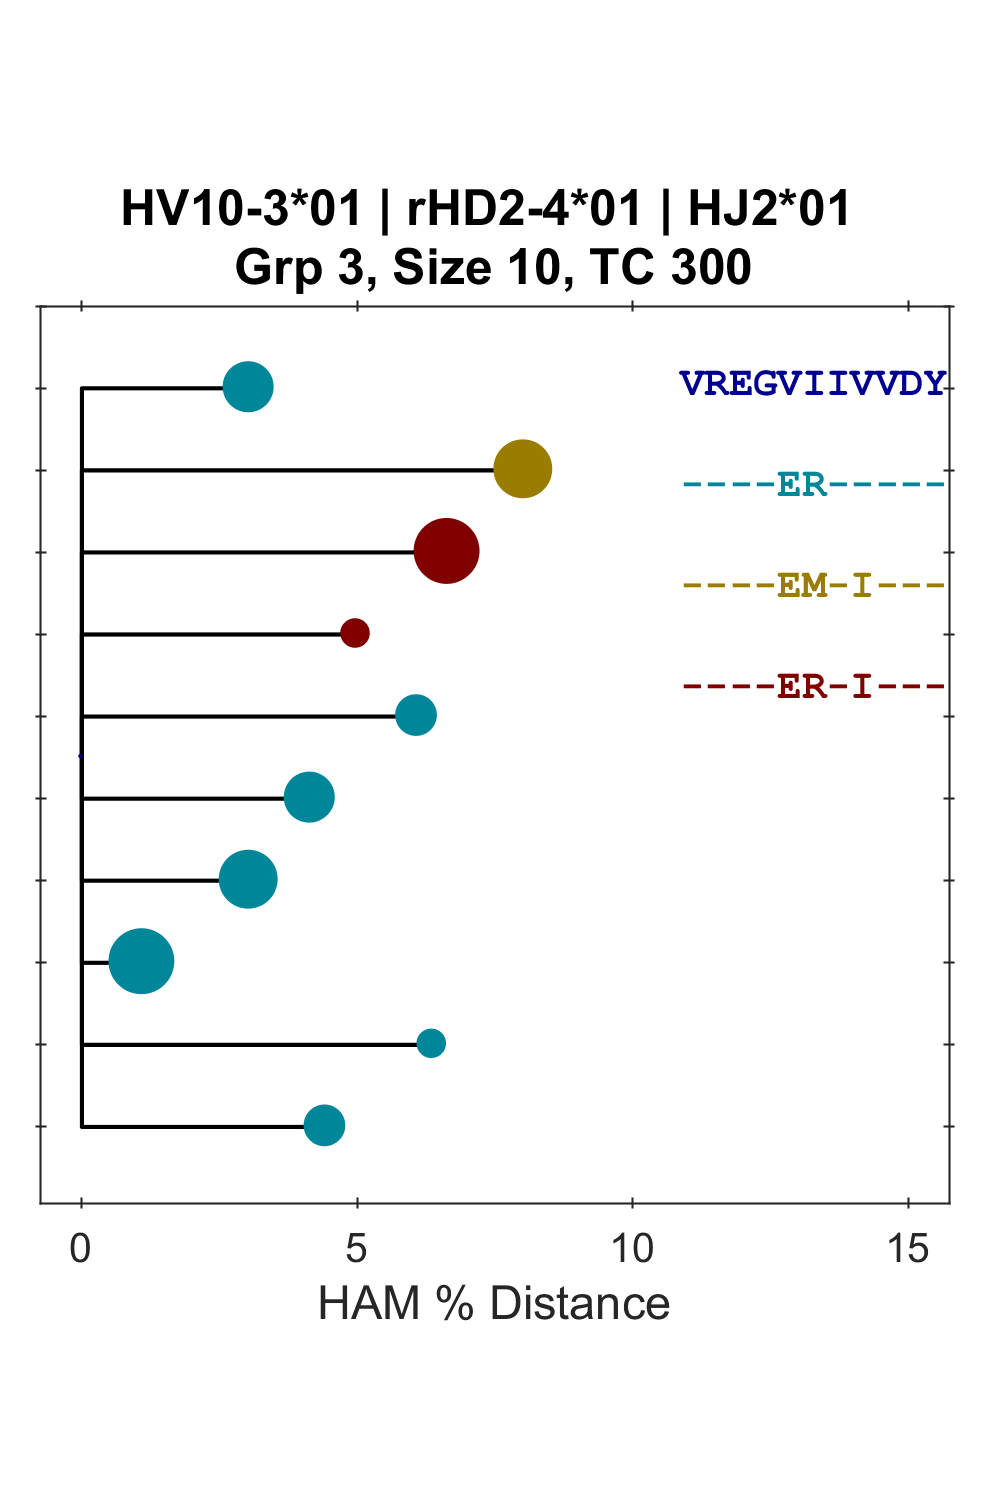 HV10-3*01 | rHD2-4*01 | HJ2*01
Grp 3, Size 10, TC 300
VREGVIIVVDY
----ER-----
----EM-I---
----ER-I---
0 5 10 15
HAM % Distance